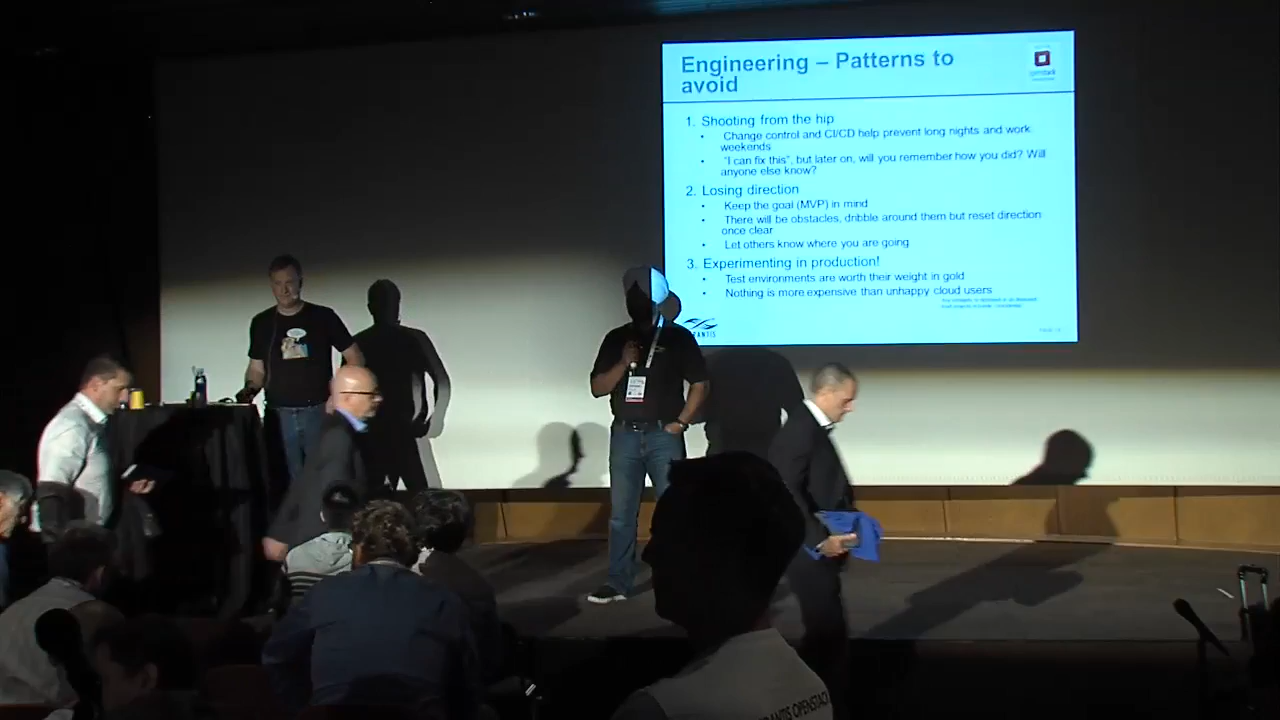 Engineering – Patterns to
avoid
openstack
1. Shooting from the hip
• Change control and CI/CD help prevent long nights and work
weekends
• "I can fix this", but later on, will you remember how you did? Will
anyone else know?
2. Losing direction
• Keep the goal (MVP) in mind
• There will be obstacles, dribble around them but reset direction
once clear
• Let others know where you are going
3. Experimenting in production!
• Test environments are worth their weight in gold
• Nothing is more expensive than unhappy cloud users
RANTIS
RANTIS OPENSTACK